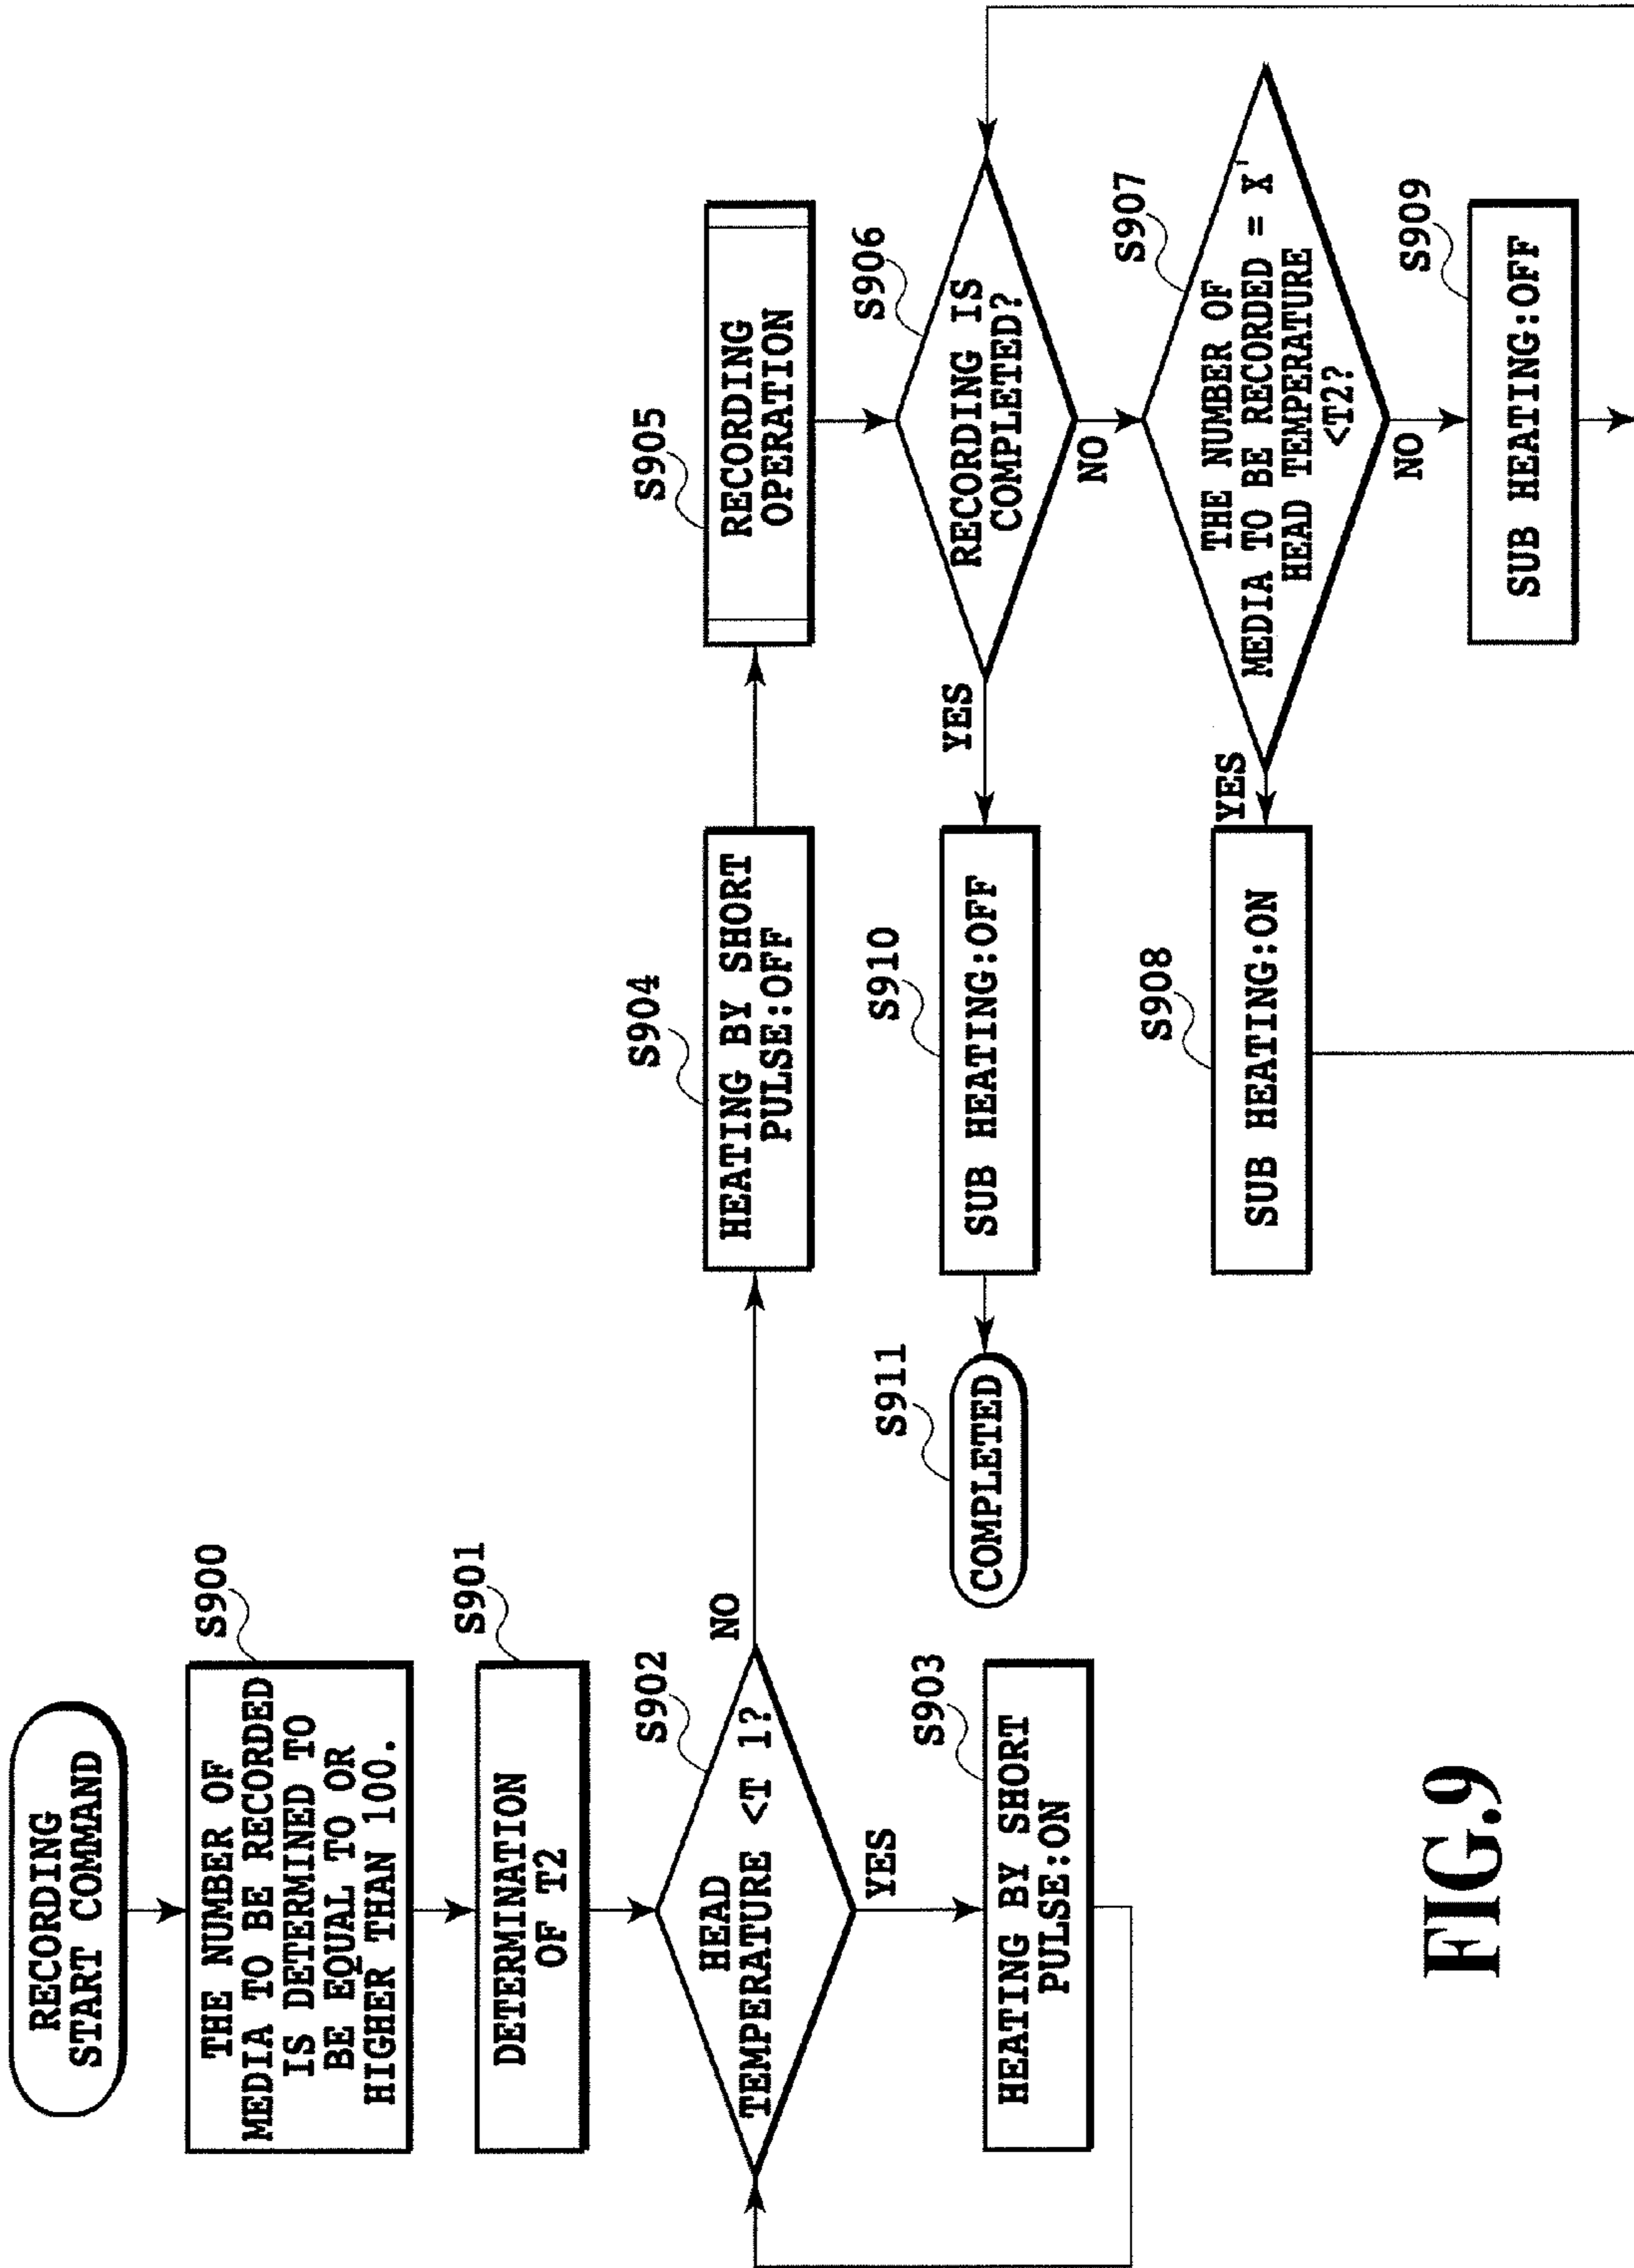 RECORDING
START COMMAND
S900
THE NUMBER OF
MEDIA TO BE RECORDED
IS DETERMINED TO
BE EQUAL TO OR
HIGHER THAN 100.
S901
DETERMINATION
OF T2
S902
HEAD
TEMPERATURE <T 1?
NO
YES
S903
HEATING BY SHORT
PULSE:ON
S904
HEATING BY SHORT
PULSE:OFF
S905
RECORDING
OPERATION
S906
RECORDING IS
COMPLETED?
YES
NO
S910
SUB HEATING:OFF
S911
COMPLETED
S907
THE NUMBER OF
MEDIA TO BE RECORDED = X'
HEAD TEMPERATURE
<T2?
YES
NO
S908
SUB HEATING:ON
S909
SUB HEATING:OFF
FIG.9